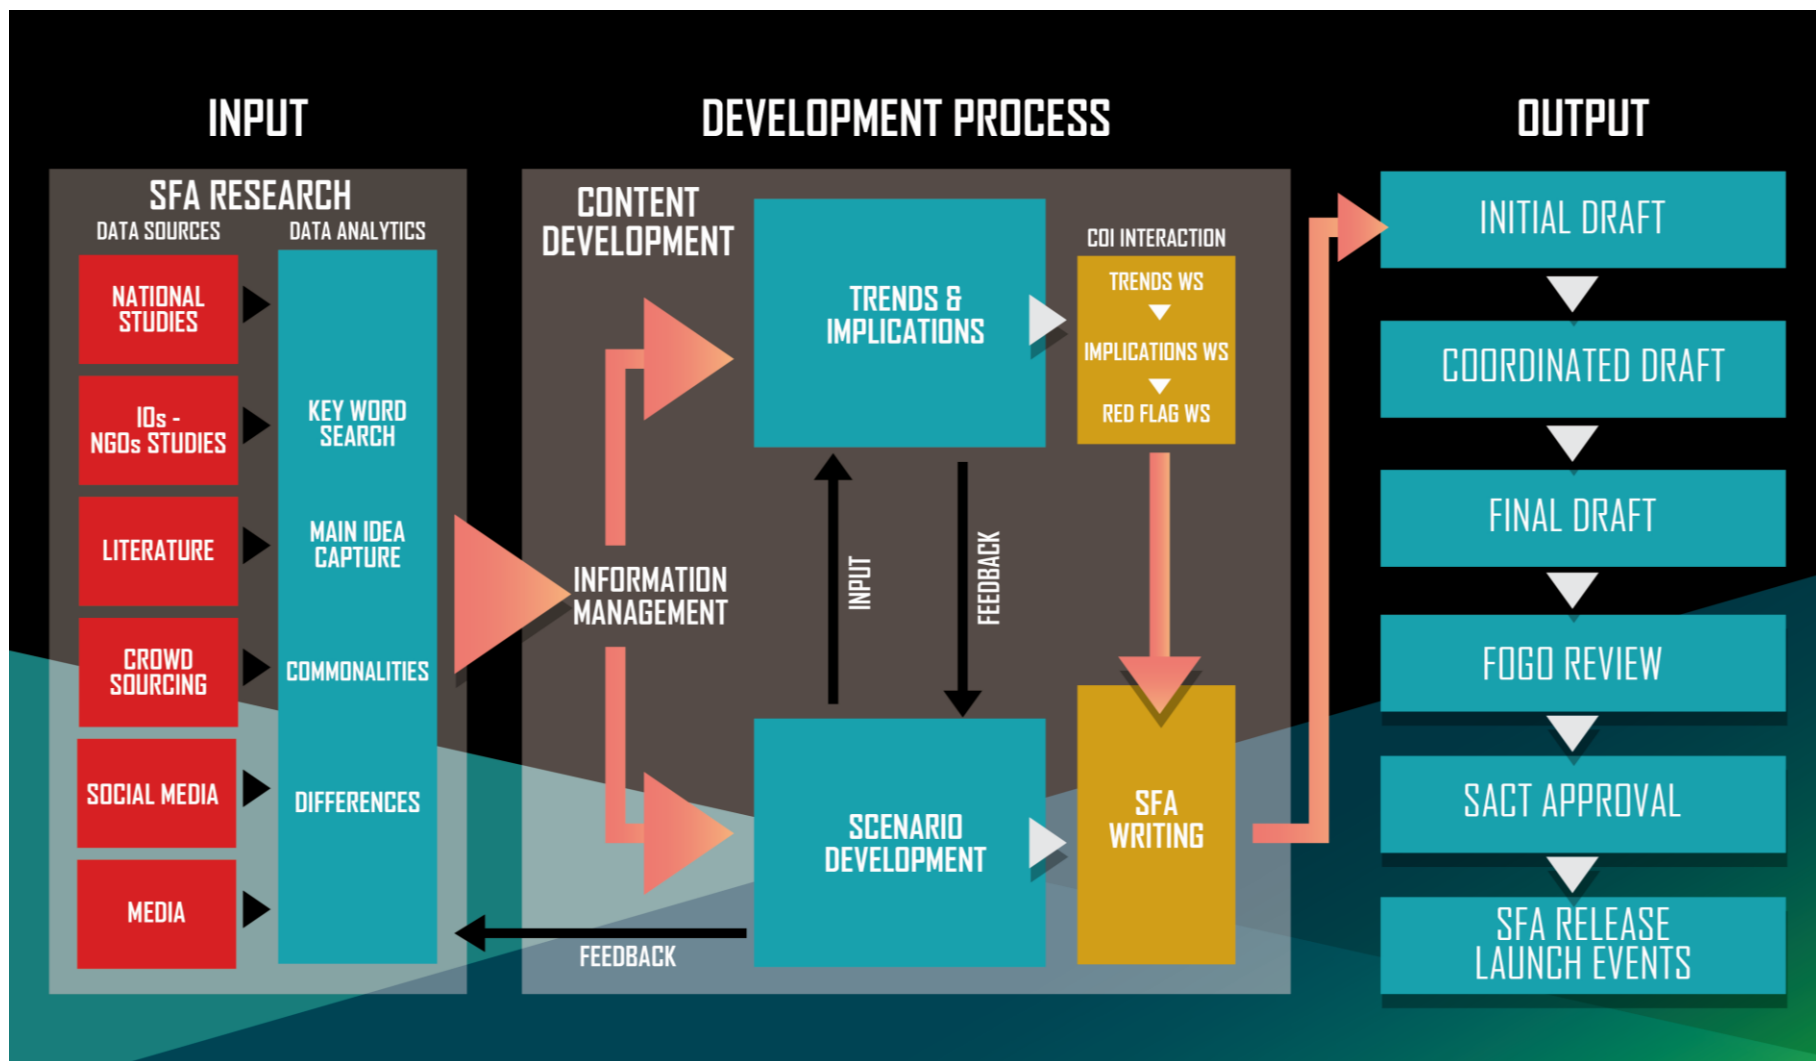 INPUT
SFA RESEARCH
DATA SOURCES
NATIONAL
STUDIES
IOs -
NGOs STUDIES
LITERATURE
CROWD
SOURCING
SOCIAL MEDIA
MEDIA
DATA ANALYTICS
KEY WORD
SEARCH
MAIN IDEA
CAPTURE
COMMONALITIES
DIFFERENCES
DEVELOPMENT PROCESS
CONTENT
DEVELOPMENT
INFORMATION
MANAGEMENT
TRENDS &
IMPLICATIONS
INPUT
FEEDBACK
SCENARIO
DEVELOPMENT
FEEDBACK
COI INTERACTION
TRENDS WS
IMPLICATIONS WS
RED FLAG WS
SFA
WRITING
OUTPUT
INITIAL DRAFT
COORDINATED DRAFT
FINAL DRAFT
FOGO REVIEW
SACT APPROVAL
SFA RELEASE
LAUNCH EVENTS